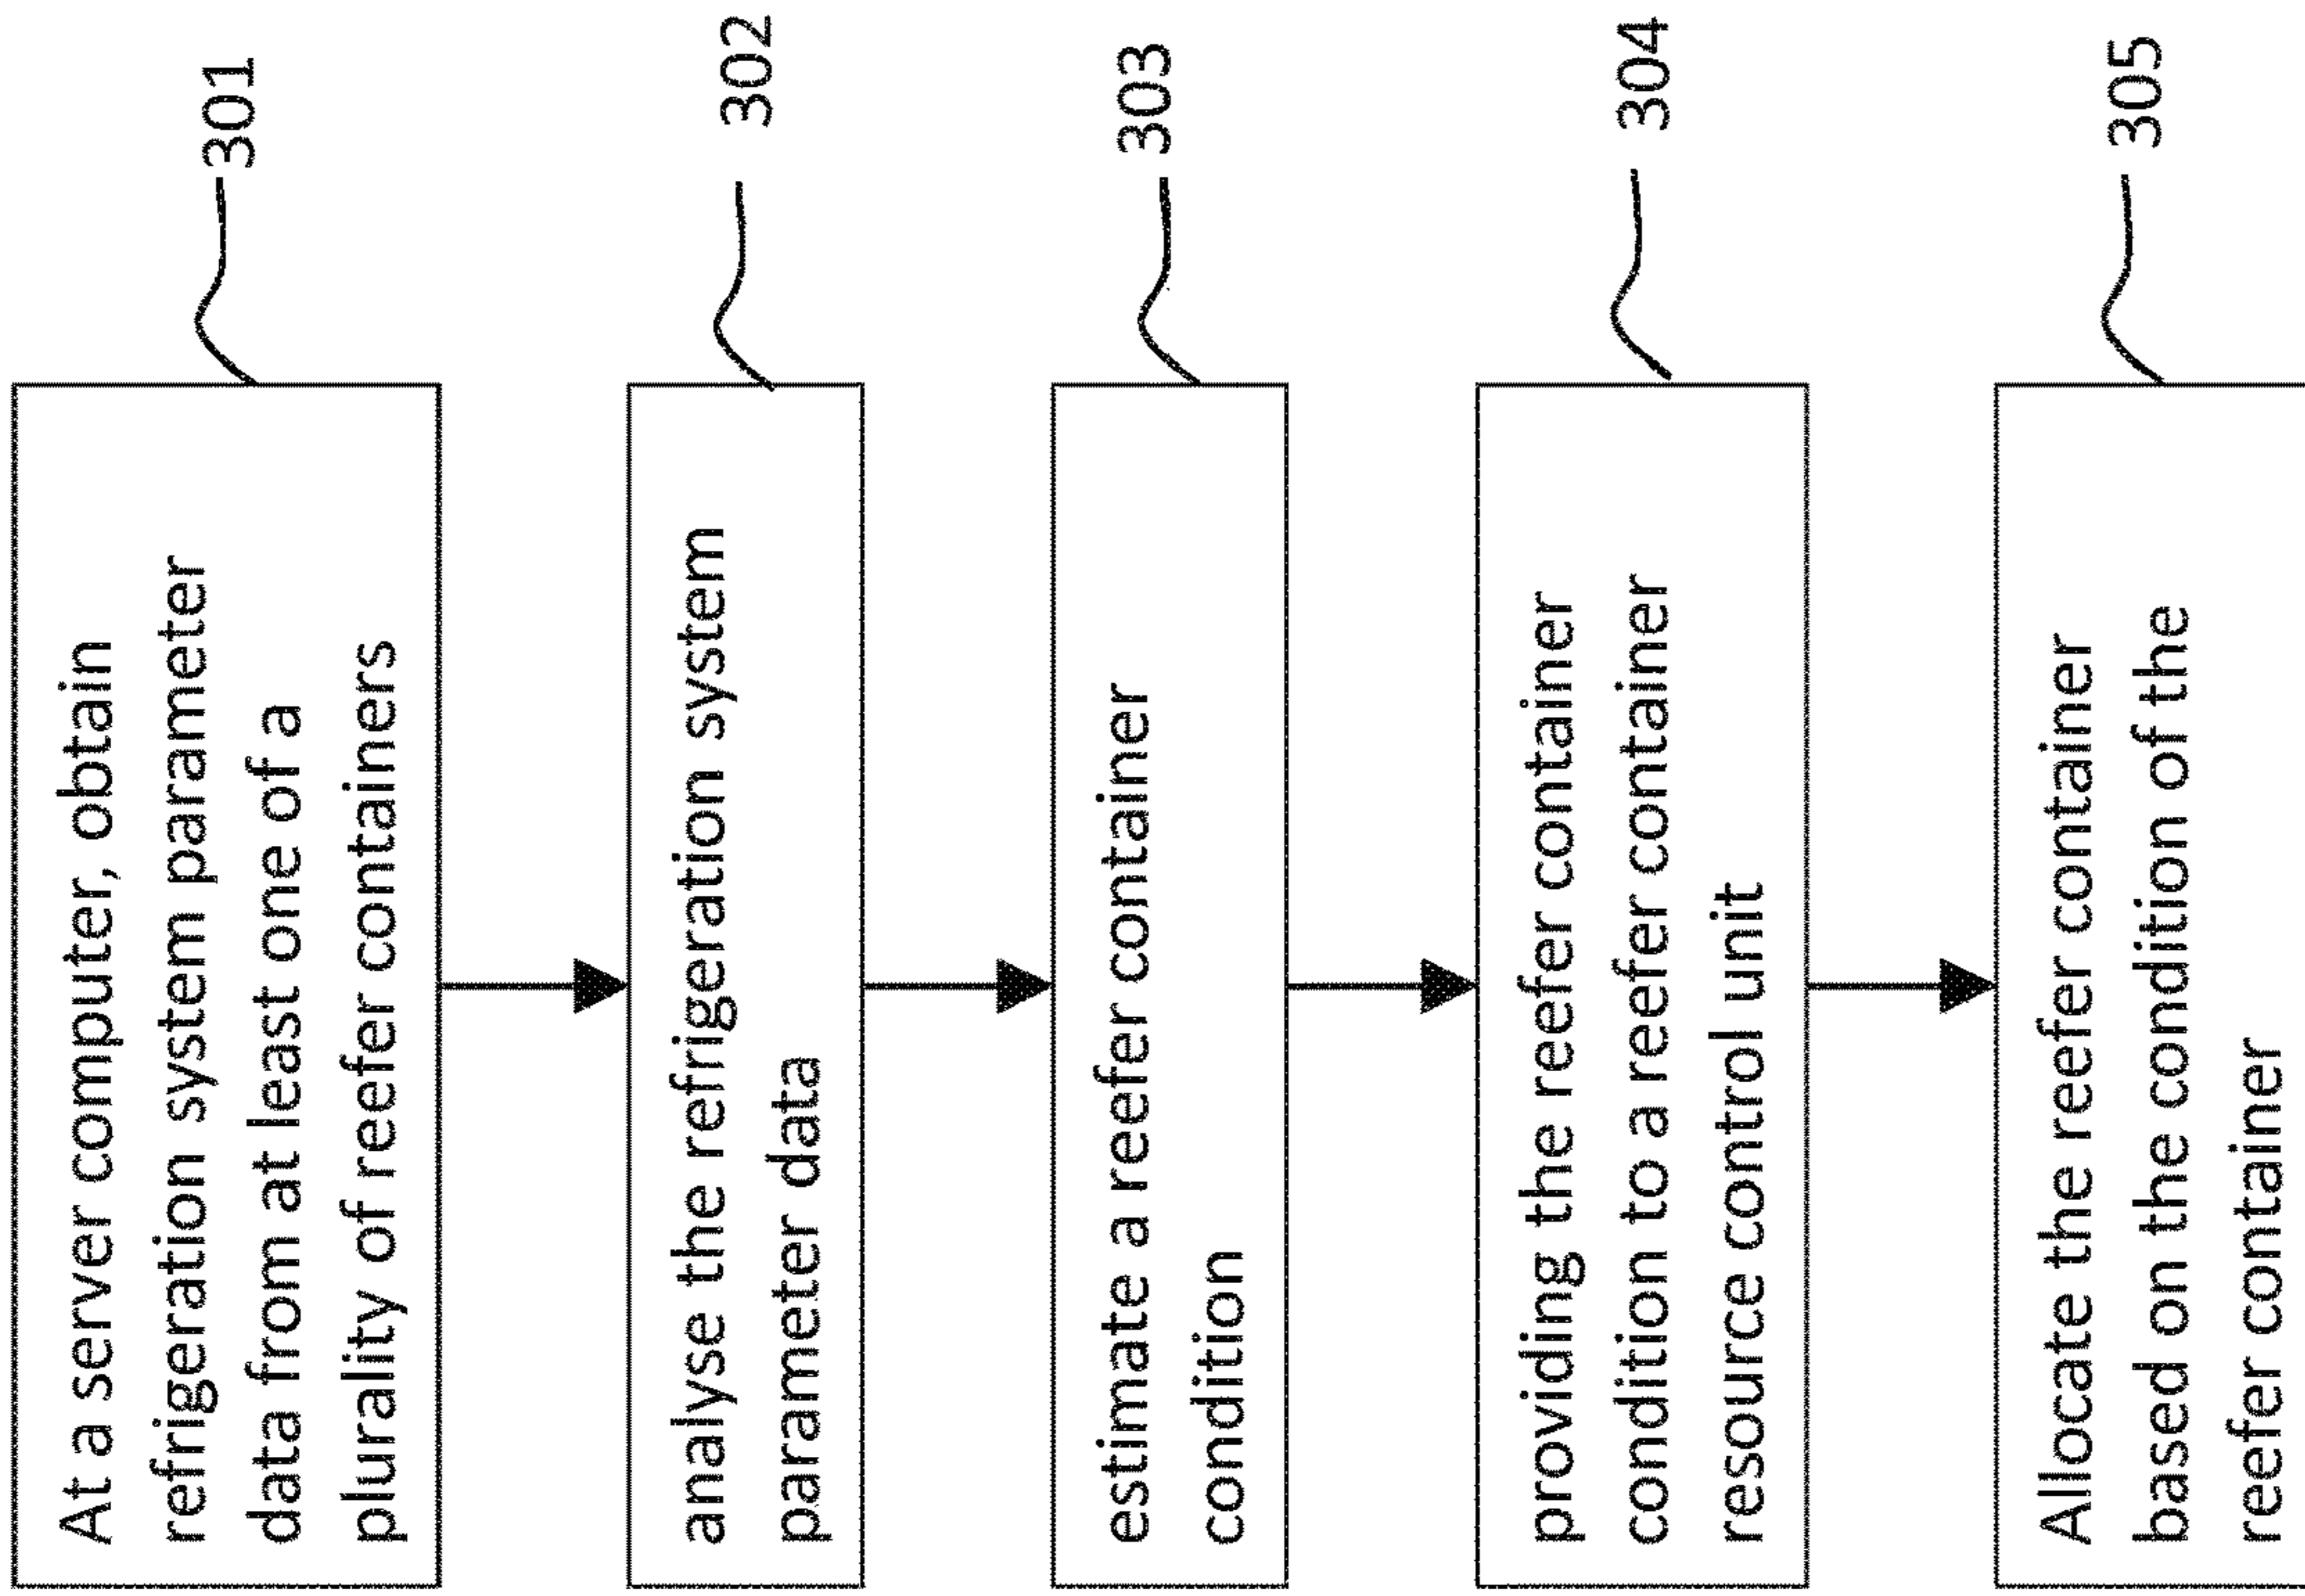 At a server computer, obtain
refrigeration system parameter
data from at least one of a
plurality of reefer containers
301
analyse the refrigeration system
parameter data
302
estimate a reefer container
condition
303
providing the reefer container
condition to a reefer container
resource control unit
304
Allocate the reefer container
based on the condition of the
reefer container
305